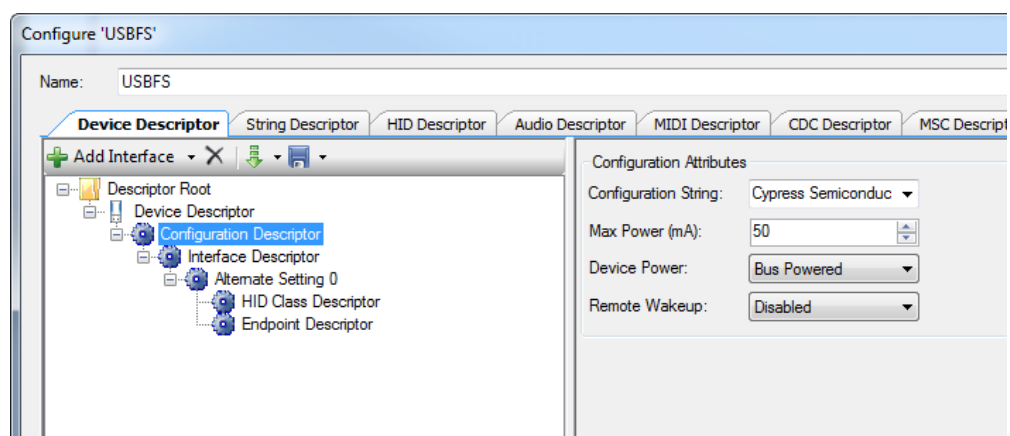 Configure 'USBFS'
Name: USBFS
Device Descriptor String Descriptor HID Descriptor Audio Descriptor MIDI Descriptor CDC Descriptor MSC Descript
Add Interface
Descriptor Root
Device Descriptor
Configuration Descriptor
Interface Descriptor
Alternate Setting 0
HID Class Descriptor
Endpoint Descriptor
Configuration Attributes
Configuration String: Cypress Semiconduc
Max Power (mA): 50
Device Power: Bus Powered
Remote Wakeup: Disabled